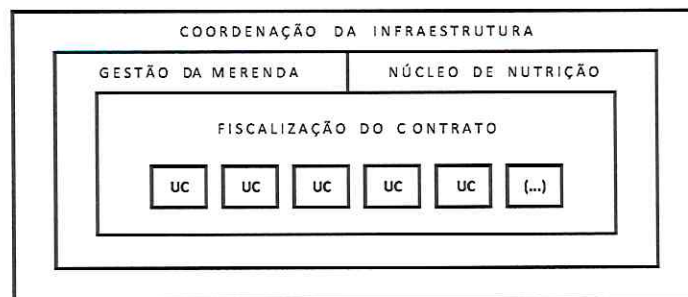 COORDENAÇÃO DA INFRAESTRUTURA
GESTÃO DA MERENDA NÚCLEO DE NUTRIÇÃO
FISCALIZAÇÃO DO CONTRATO
UC UC UC UC UC (...)